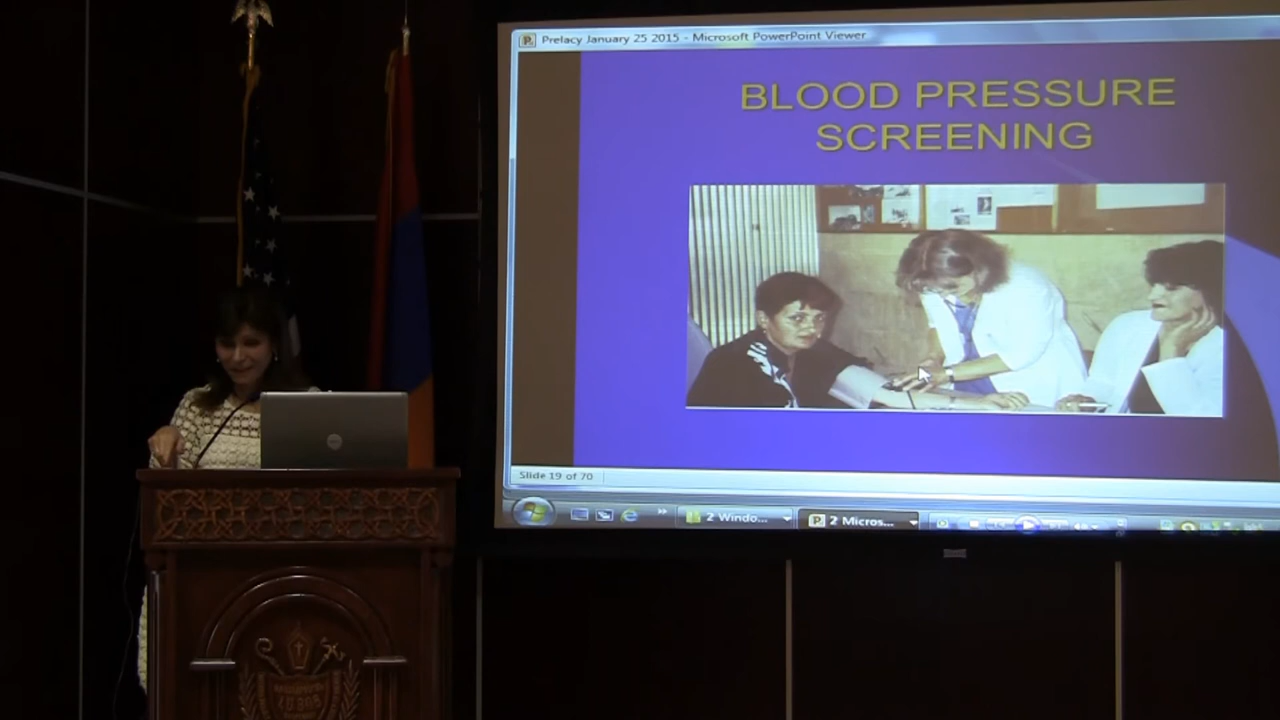 Prelacy January 25 2015 - Microsoft PowerPoint Viewer
BLOOD PRESSURE
SCREENING
Slide 19 of 70
2 Windo...
2 Micros...